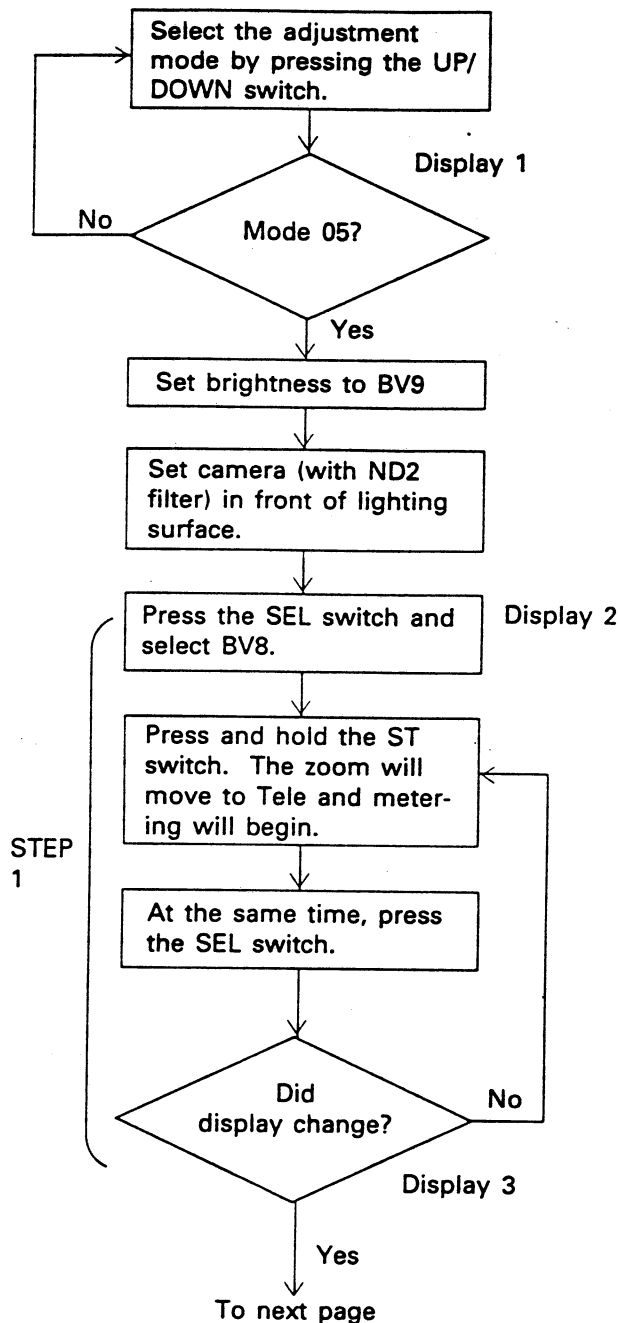 Select the adjustment
mode by pressing the UP/
DOWN switch.
Display 1
No
Mode 05?
Yes
Set brightness to BV9
Set camera (with ND2
filter) in front of lighting
surface.
Press the SEL switch and
select BV8.
Display 2
Press and hold the ST
switch. The zoom will
move to Tele and meter-
ing will begin.
STEP
1
At the same time, press
the SEL switch.
Did
display change?
No
Display 3
Yes
To next page